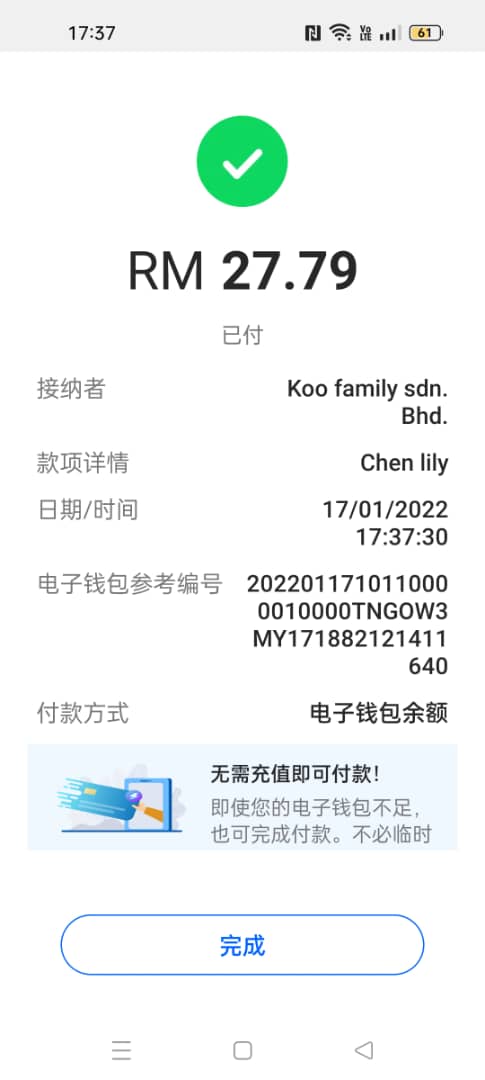 17:37
Vo LTE
61
RM 27.79
已付
接纳者
Koo family sdn.
Bhd.
款项详情
Chen lily
日期/时间
17/01/2022
17:37:30
电子钱包参考编号
202201171011000
0010000TNGOW3
MY171882121411
640
付款方式
电子钱包余额
无需充值即可付款！
即使您的电子钱包不足，
也可完成付款。不必临时
完成